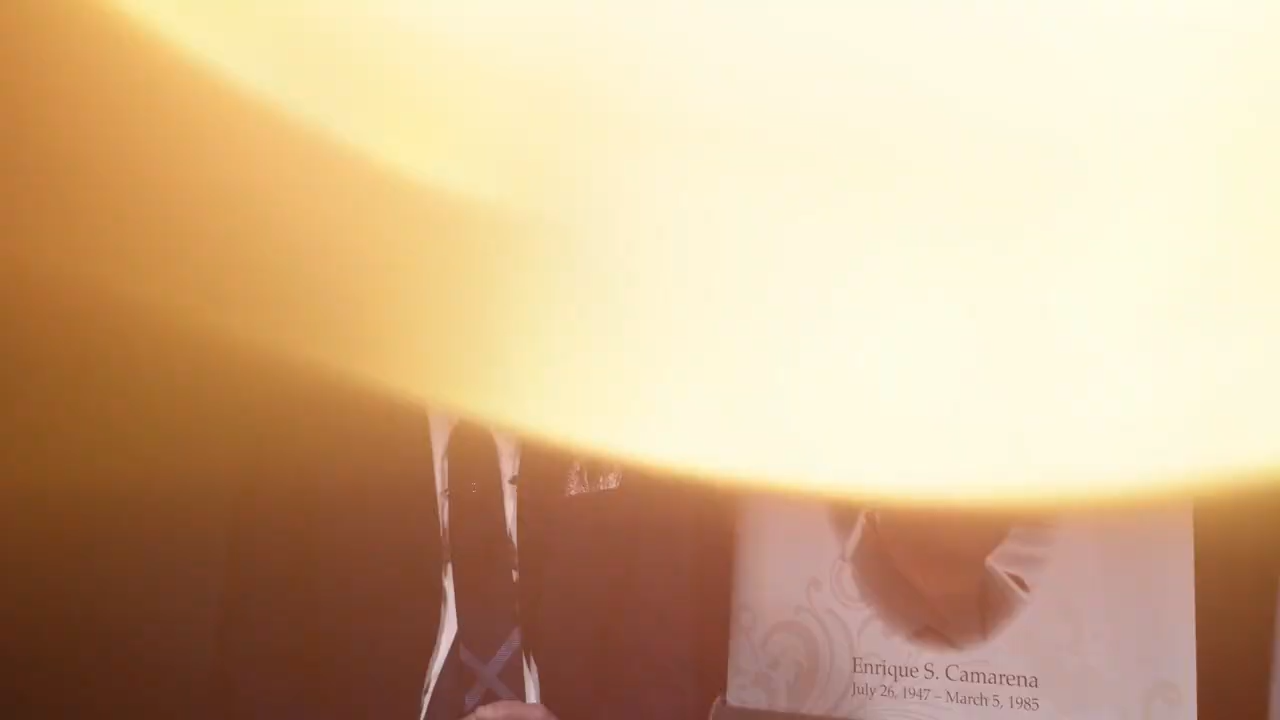 Enrique S. Camarena
July 26, 1947 – March 5, 1985